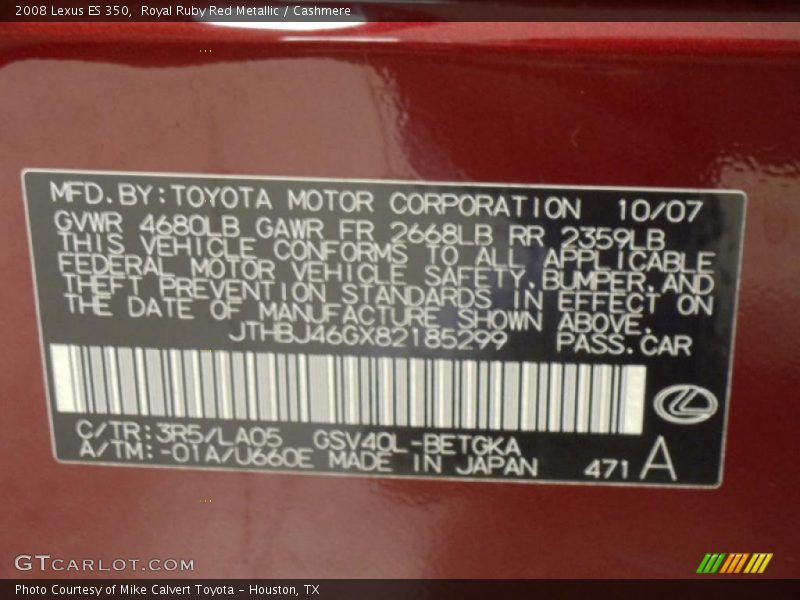 2008 Lexus ES 350,  Royal Ruby Red Metallic / Cashmere
MFD.BY:TOYOTA MOTOR CORPORATION 10/07
GVWR 4680LB GAWR FR 2668LB RR 2359LB
THIS VEHICLE CONFORMS TO ALL APPLICABLE
FEDERAL MOTOR VEHICLE SAFETY,BUMPER,AND
THEFT PREVENTION STANDARDS IN EFFECT ON
THE DATE OF MANUFACTURE SHOWN ABOVE.
JTHBJ46GX82185299 PASS.CAR
C/TR:3R5/LA05 GSV40L-BETGKA
A/TM:-01A/U660E MADE IN JAPAN 471 A
GTCARLOT.COM
Photo Courtesy of Mike Calvert Toyota - Houston, TX